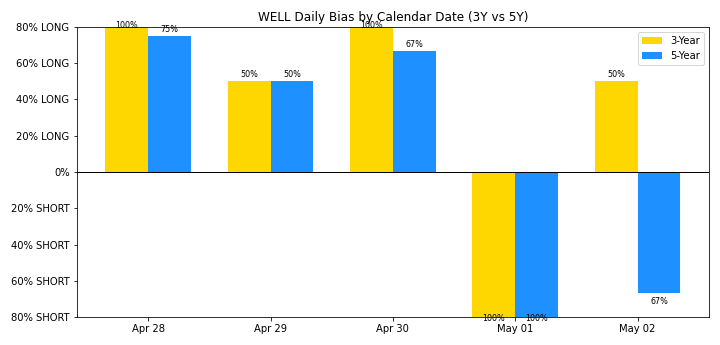 WELL Daily Bias by Calendar Date (3Y vs 5Y)
80% LONG
60% LONG
40% LONG
20% LONG
0%
20% SHORT
40% SHORT
60% SHORT
80% SHORT
100%
75%
50%
50%
100%
67%
100%
100%
50%
67%
3-Year
5-Year
Apr 28
Apr 29
Apr 30
May 01
May 02